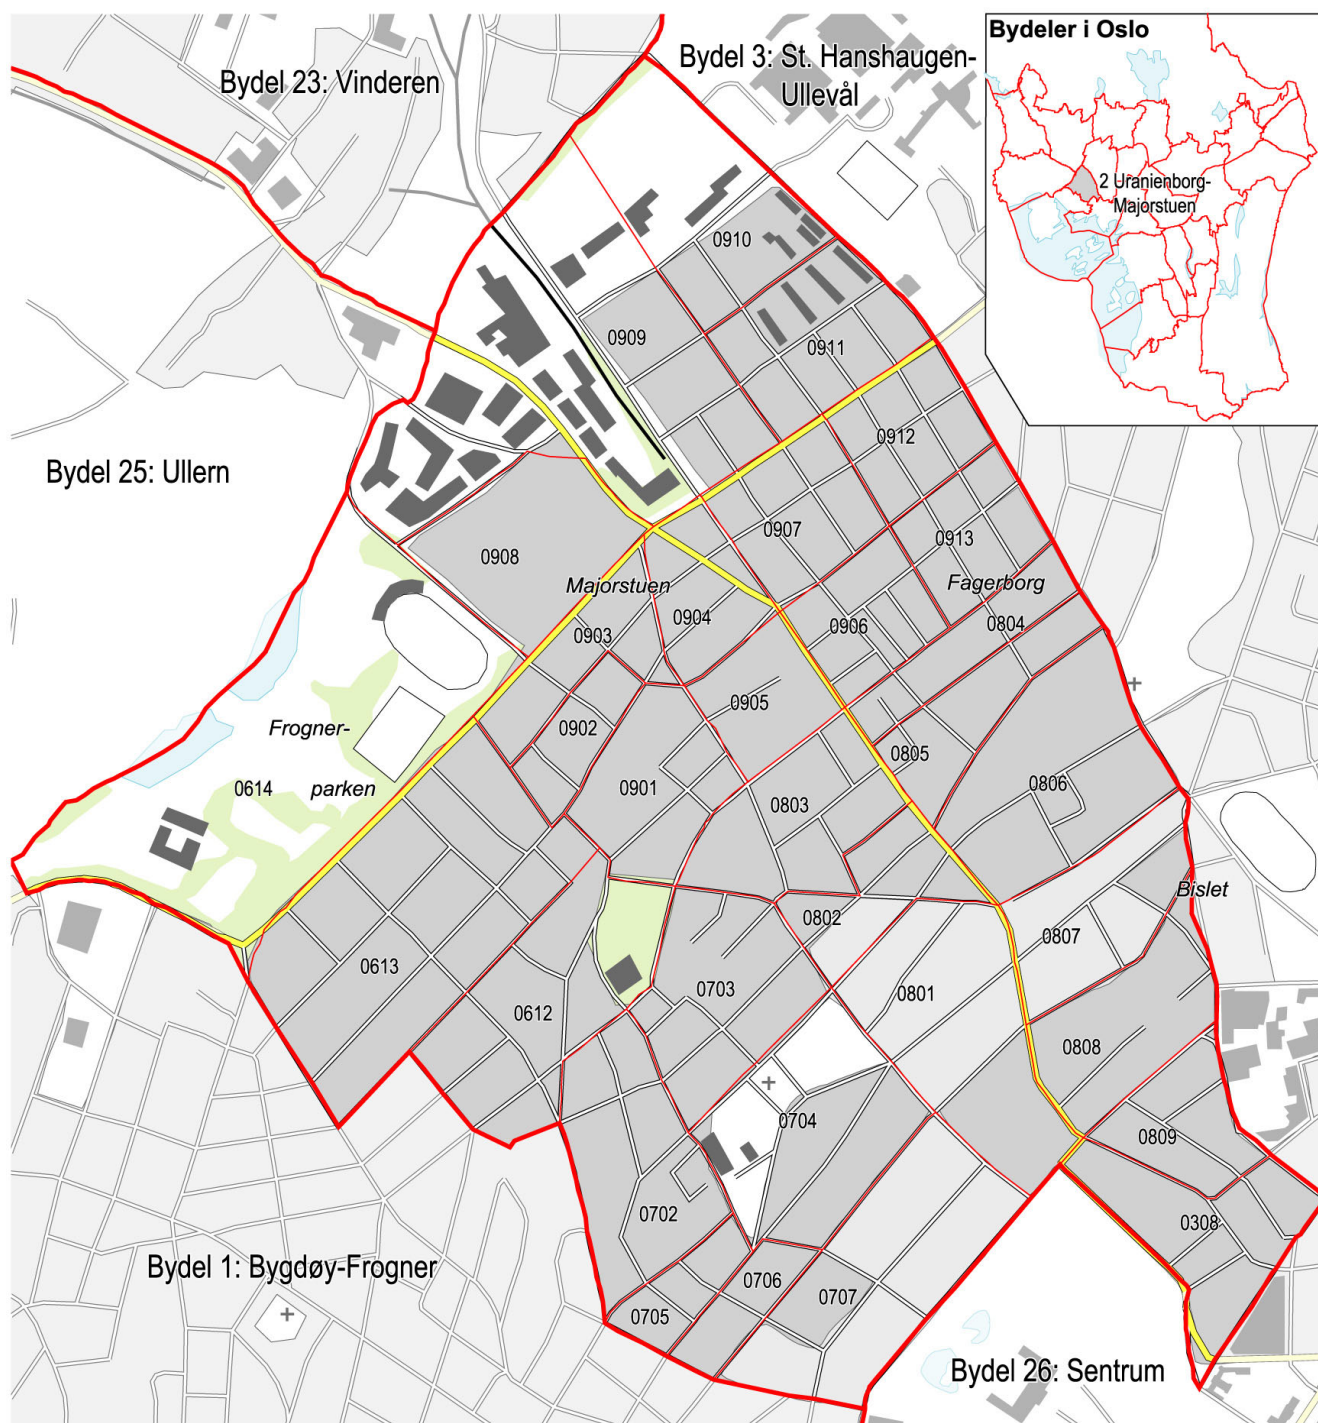 Bydel 23: Vinderen
Bydel 3: St. Hanshaugen-
Ullevål
Bydeler i Oslo
2 Uranienborg-
Majorstuen
0910
0909
0911
0912
Bydel 25: Ullern
0907
0913
0908
Majorstuen
Fagerborg
0904
0903
0906
0804
0905
Frogner-
0902
0805
0614
parken
0901
0806
0803
Bislet
0802
0807
0613
0703
0801
0612
0808
0704
0809
0702
0308
Bydel 1: Bygdøy-Frogner
0706
0707
0705
Bydel 26: Sentrum